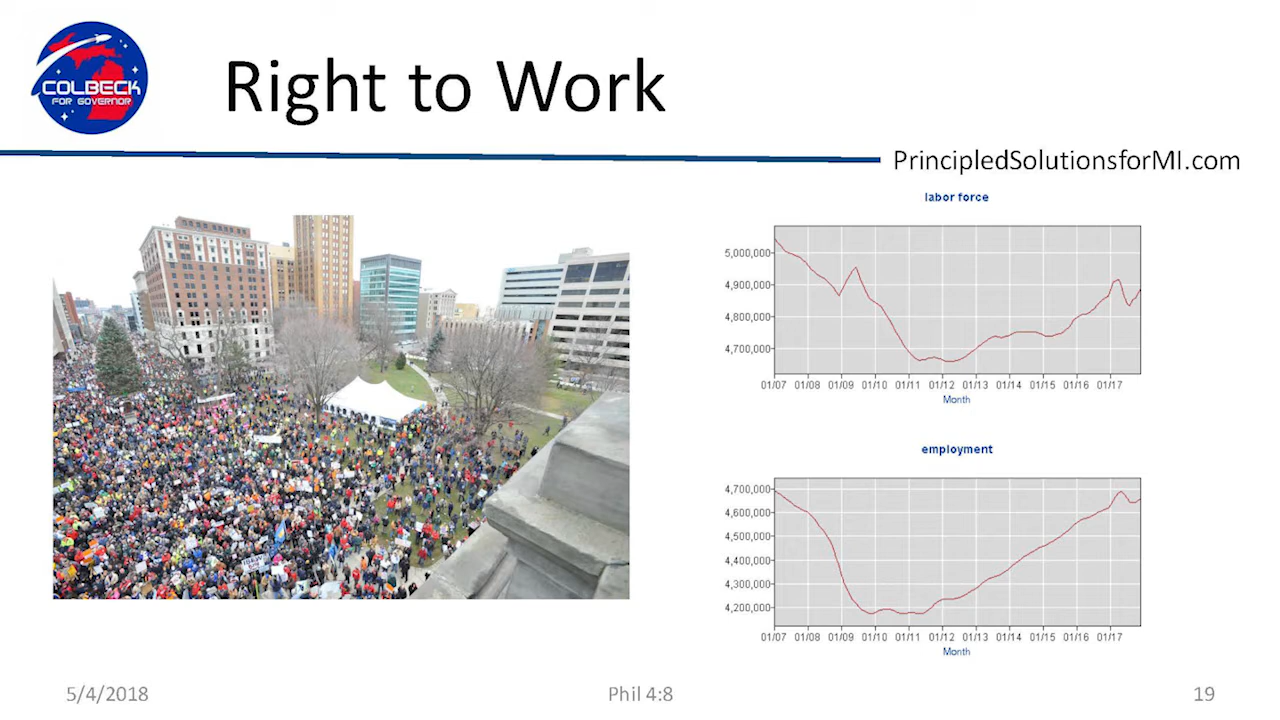 COLBECK
FOR GOVERNOR
Right to Work
PrincipledSolutionsforMI.com
labor force
5,000,000
4,900,000
4,800,000
4,700,000
01/07 01/08 01/09 01/10 01/11 01/12 01/13 01/14 01/15 01/16 01/17
Month
employment
4,700,000
4,600,000
4,500,000
4,400,000
4,300,000
4,200,000
01/07 01/08 01/09 01/10 01/11 01/12 01/13 01/14 01/15 01/16 01/17
Month
5/4/2018
Phil 4:8
19